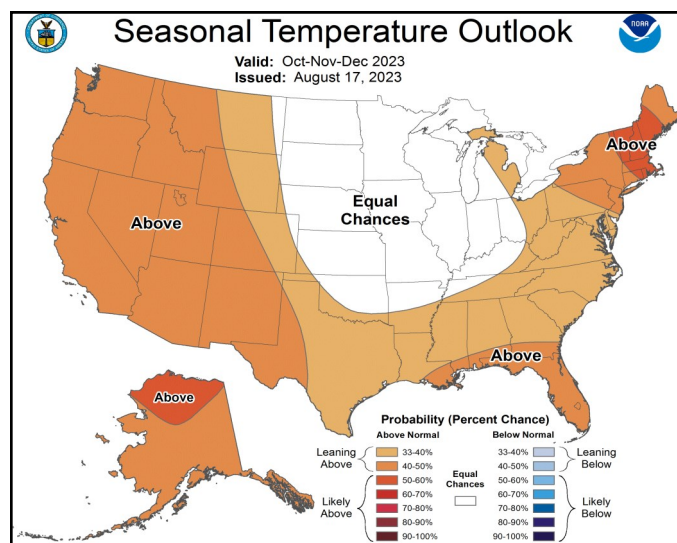 Seasonal Temperature Outlook
NOAA
Valid: Oct-Nov-Dec 2023
Issued: August 17, 2023
Above
Equal
Chances
Above
Above
Above
Probability (Percent Chance)
Above Normal
Below Normal
Leaning
Above
33-40%
40-50%
Likely
Above
50-60%
60-70%
70-80%
80-90%
90-100%
Equal
Chances
33-40%
40-50%
Leaning
Below
50-60%
60-70%
70-80%
80-90%
90-100%
Likely
Below